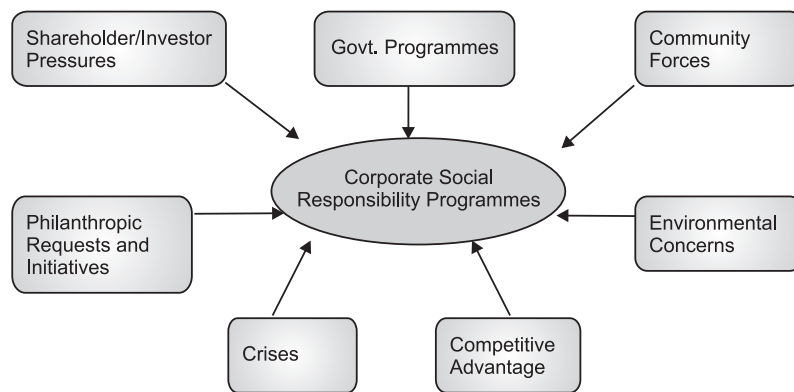 Shareholder/Investor
Pressures
Govt. Programmes
Community
Forces
Corporate Social
Responsibility Programmes
Philanthropic
Requests and
Initiatives
Environmental
Concerns
Crises
Competitive
Advantage